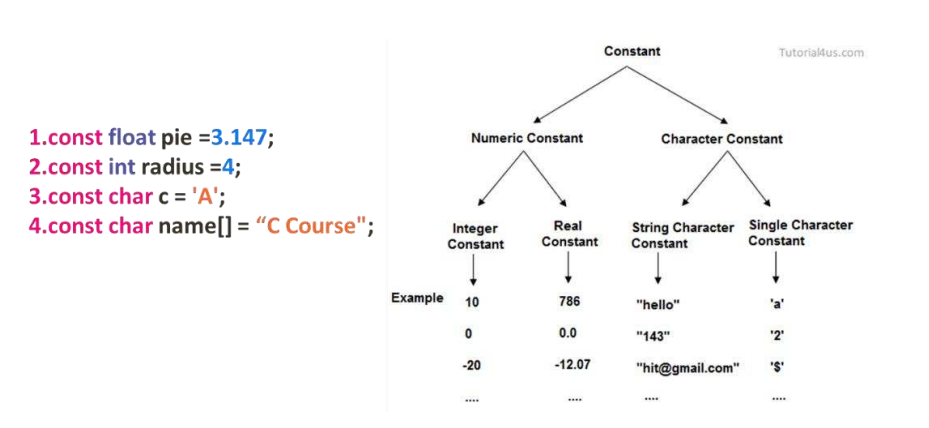 1.const float pie =3.147;
2.const int radius =4;
3.const char c = 'A';
4.const char name[] = “C Course";
Constant
Tutorial4us.com
Numeric Constant
Character Constant
Integer Constant
Real Constant
String Character Constant
Single Character Constant
Example
10 786 "hello" 'a'
0 0.0 "143" '2'
-20 -12.07 "hit@gmail.com" '$'
.... .... .... ....